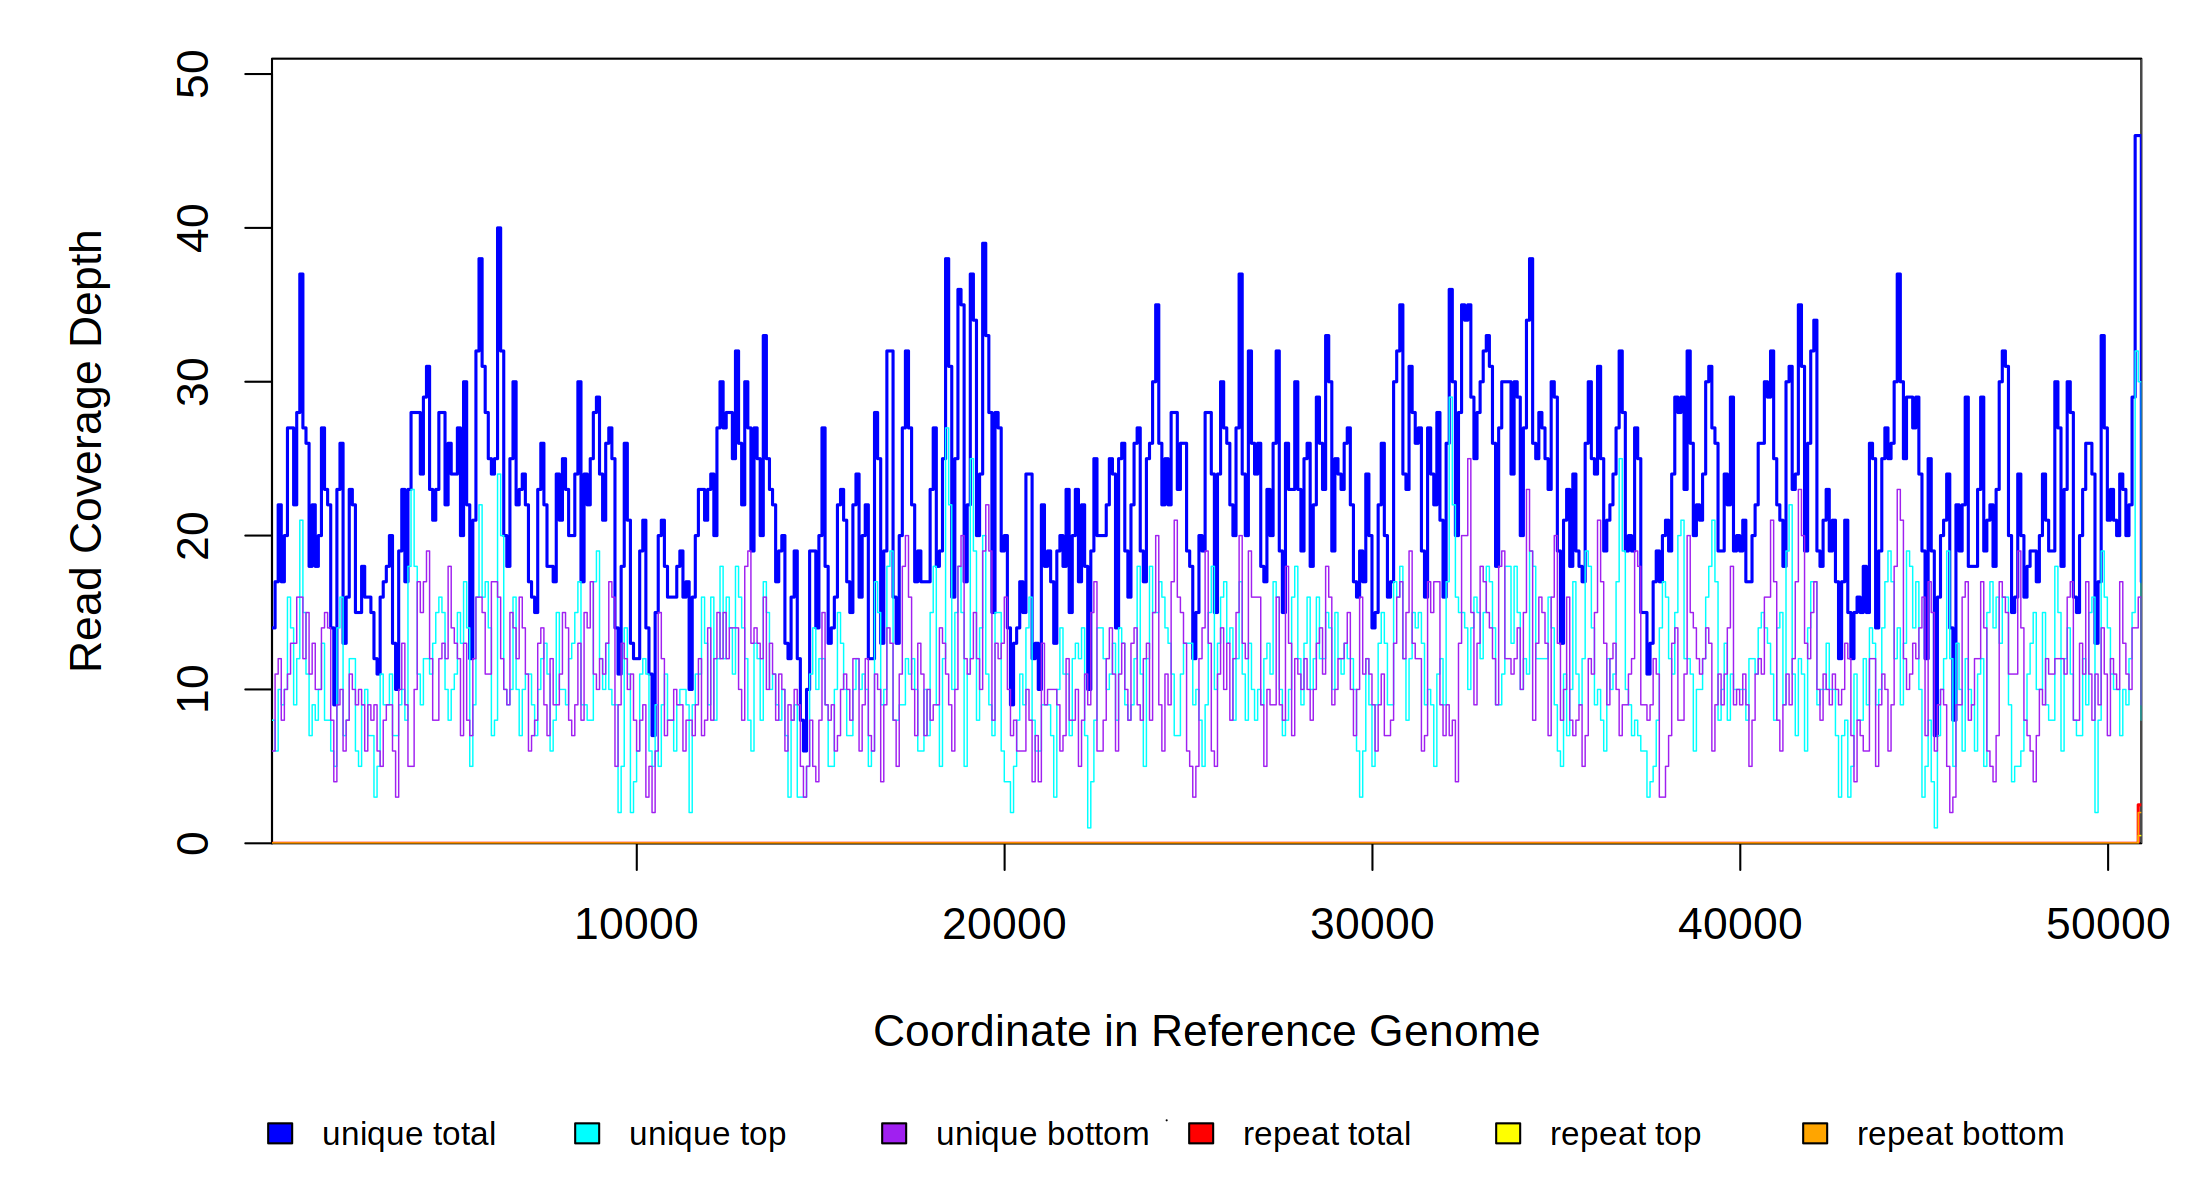 50
40
30
20
10
0
Read Coverage Depth
10000 20000 30000 40000 50000
Coordinate in Reference Genome
unique total unique top unique bottom repeat total repeat top repeat bottom